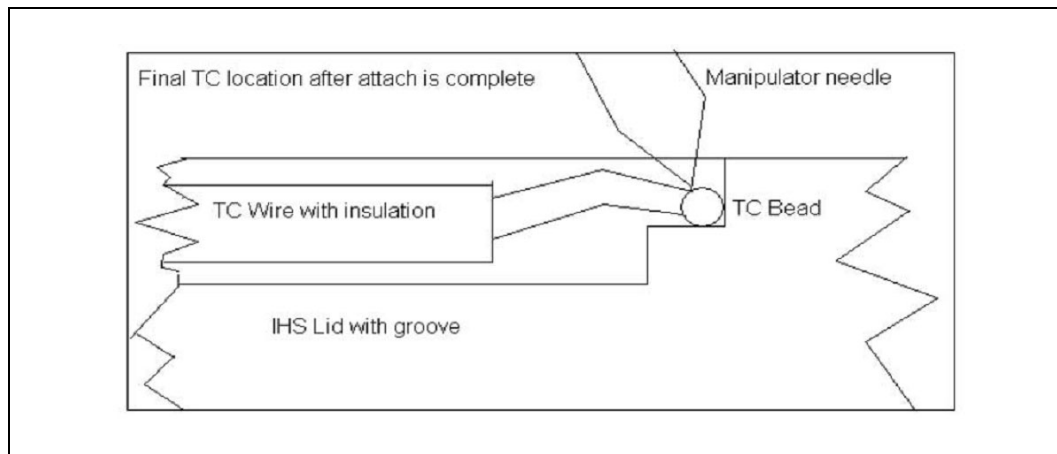 Final TC location after attach is complete
Manipulator needle
TC Wire with insulation
TC Bead
IHS Lid with groove